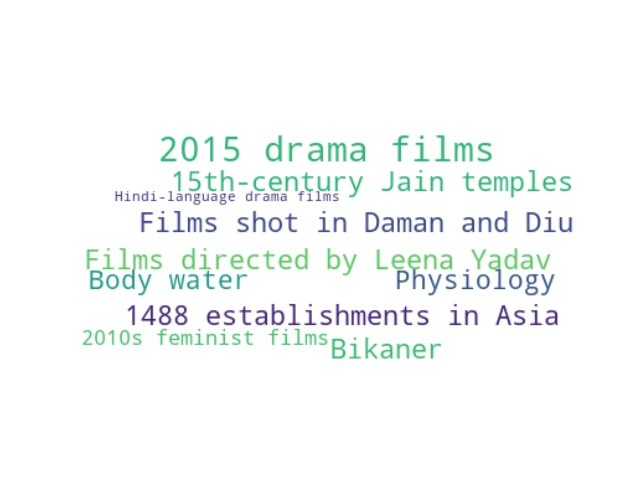 2015 drama films
15th-century Jain temples
Hindi-language drama films
Films shot in Daman and Diu
Films directed by Leena Yadav
Body water
Physiology
1488 establishments in Asia
2010s feminist films
Bikaner